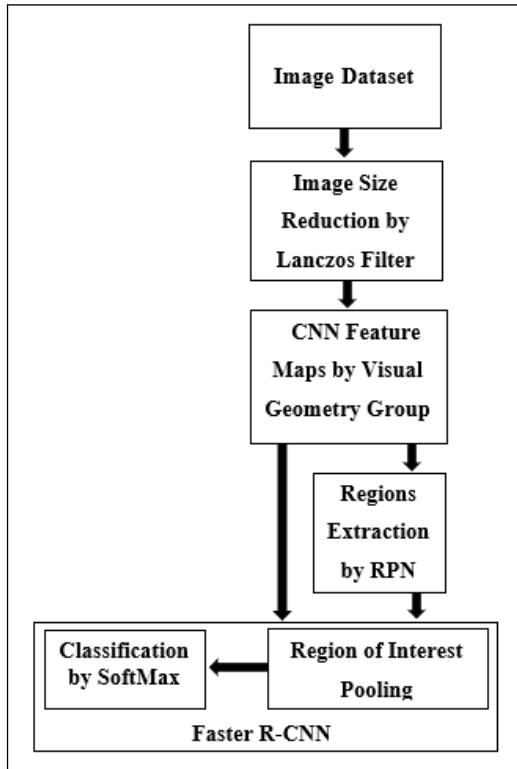 Image Dataset
Image Size
Reduction by
Lanczos Filter
CNN Feature
Maps by Visual
Geometry Group
Regions
Extraction
by RPN
Classification
by SoftMax
Region of Interest
Pooling
Faster R-CNN